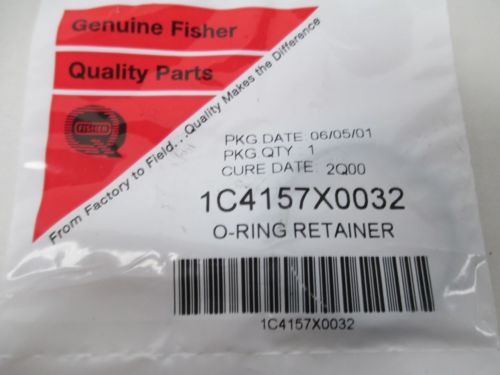 Genuine Fisher
Quality Parts
FISHER
From Factory to Field...Quality Makes the Difference
PKG DATE: 06/05/01
PKG QTY : 1
CURE DATE: 2Q00
1C4157X0032
O-RING RETAINER
1C4157X0032